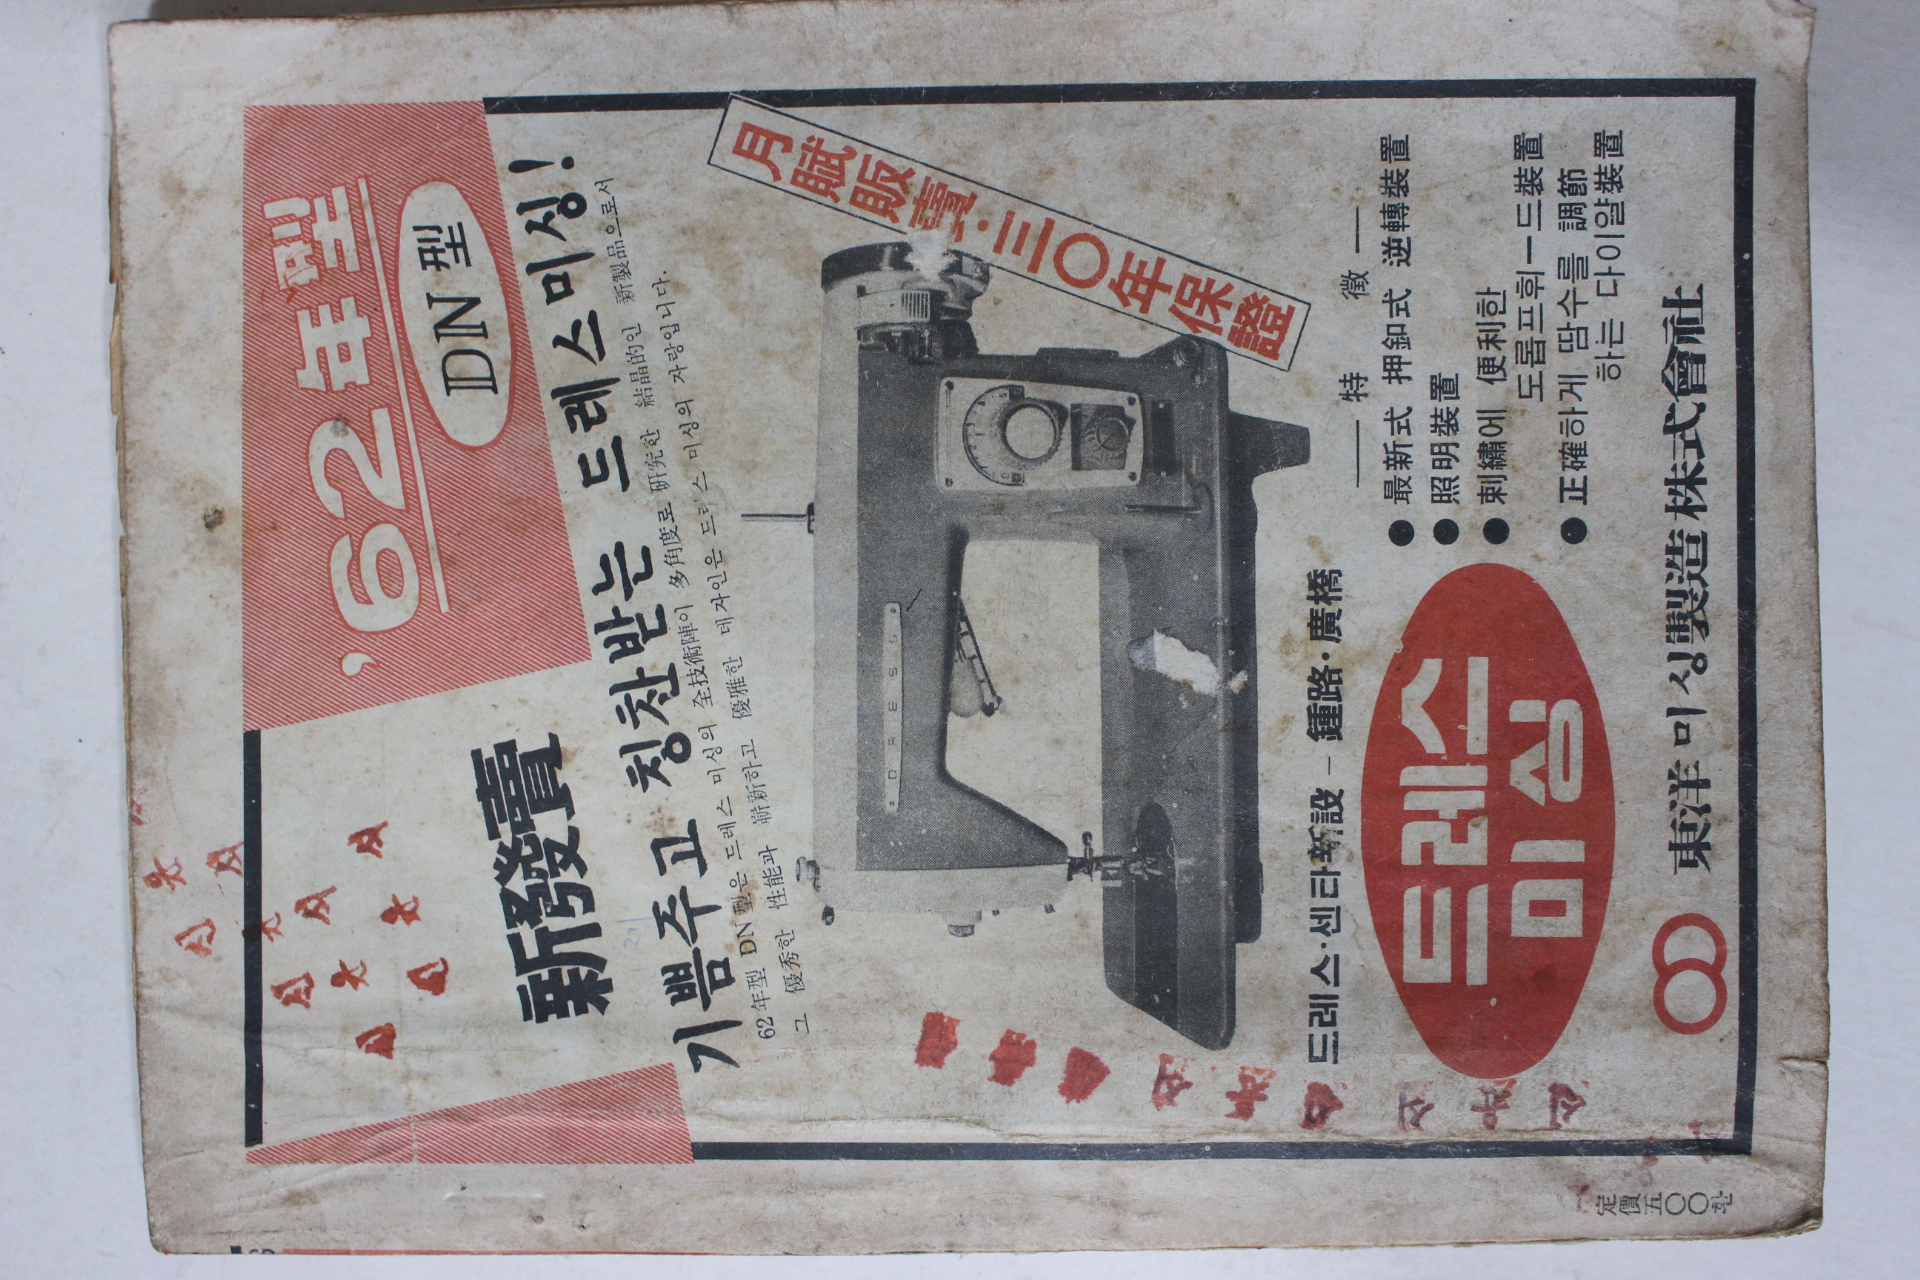 '62年型
DN型
新發賣
기쁨주고 칭찬받는 드레스미싱!
62年型 DN型은 드레스 미싱의 全技術陣이 多角度로 硏究한 結晶的인 新製品으로서
그 優秀한 性能과 嶄新하고 優雅한 데자인은 드레스 미싱의 자랑입니다.
月賦販賣·三〇年保證
DRESS
特徵
● 最新式 押釦式 逆轉裝置
● 照明裝置
● 刺繡에 便利한
도롭프휘ー드裝置
● 正確하게 땀수를 調節
하는 다이얄裝置
드레스·센타新設 - 鍾路·廣橋
드레스
미싱
東洋미싱製造株式會社
定價五〇〇환